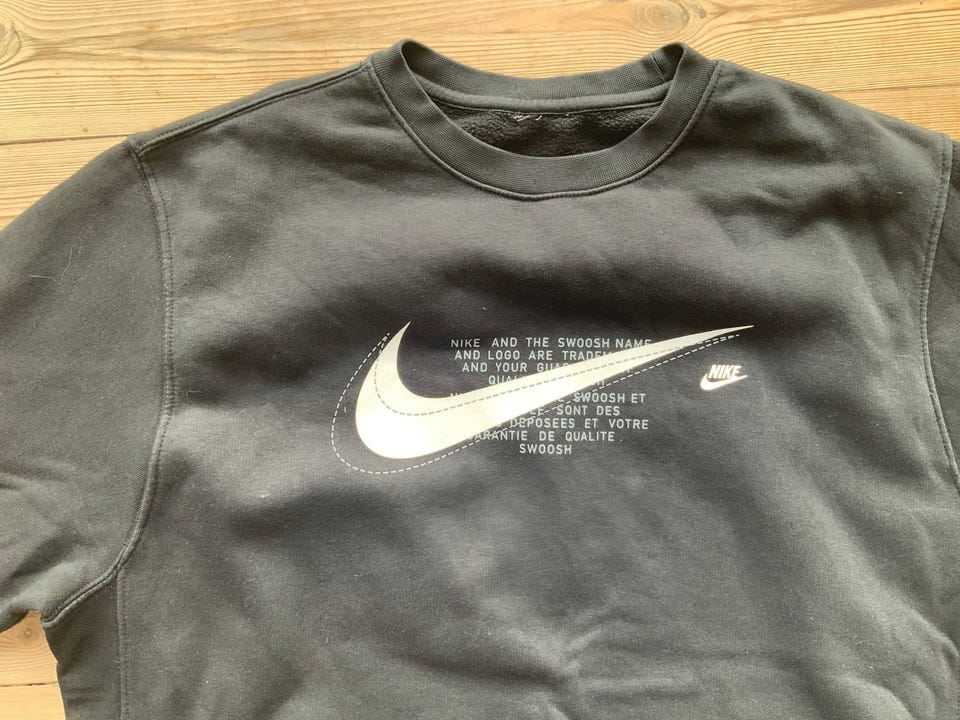 NIKE AND THE SWOOSH NAME
AND LOGO ARE
AND YOUR
SWOOSH ET
SONT DES
DEPOSEES ET VOTRE
DE QUALITE.
SWOOSH
NIKE